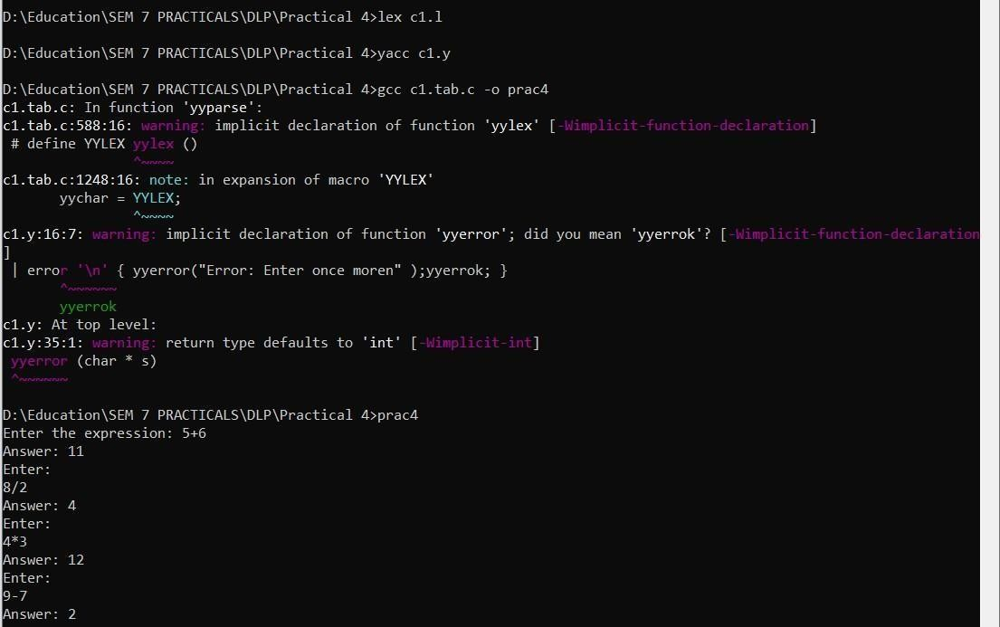 D:\Education\SEM 7 PRACTICALS\DLP\Practical 4>lex c1.l
D:\Education\SEM 7 PRACTICALS\DLP\Practical 4>yacc c1.y
D:\Education\SEM 7 PRACTICALS\DLP\Practical 4>gcc c1.tab.c -o prac4
c1.tab.c: In function 'yyparse':
c1.tab.c:588:16: warning: implicit declaration of function 'yylex' [-Wimplicit-function-declaration]
 # define YYLEX yylex ()
                ^~~~~
c1.tab.c:1248:16: note: in expansion of macro 'YYLEX'
       yychar = YYLEX;
                ^~~~~
c1.y:16:7: warning: implicit declaration of function 'yyerror'; did you mean 'yyerrok'? [-Wimplicit-function-declaration
]
 | error '\n' { yyerror("Error: Enter once moren" );yyerrok; }
       ^~~~~~~
       yyerrok
c1.y: At top level:
c1.y:35:1: warning: return type defaults to 'int' [-Wimplicit-int]
 yyerror (char * s)
 ^~~~~~~
D:\Education\SEM 7 PRACTICALS\DLP\Practical 4>prac4
Enter the expression: 5+6
Answer: 11
Enter:
8/2
Answer: 4
Enter:
4*3
Answer: 12
Enter:
9-7
Answer: 2